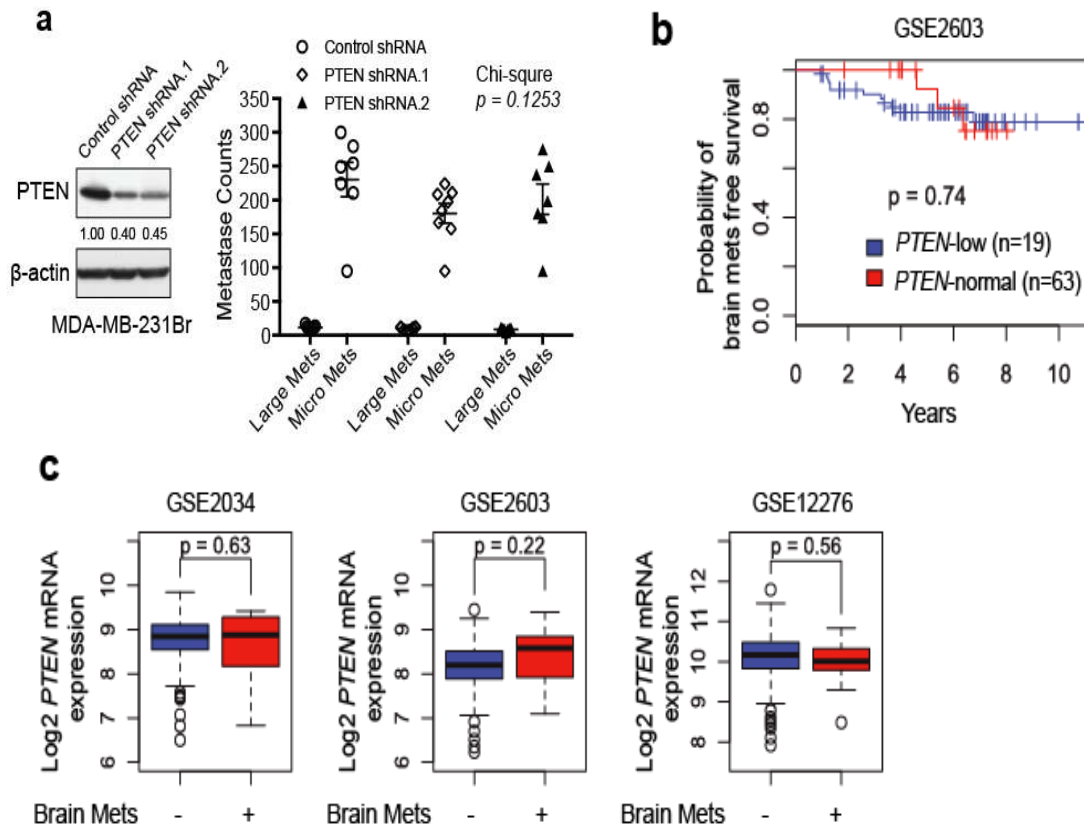 a
Control shRNA
PTEN shRNA.1
PTEN shRNA.2
PTEN
1.00 0.40 0.45
β-actin
MDA-MB-231Br
Control shRNA
PTEN shRNA.1
PTEN shRNA.2
Chi-squre
p = 0.1253
Metastase Counts
350
300
250
200
150
100
50
0
Large Mets
Micro Mets
Large Mets
Micro Mets
Large Mets
Micro Mets
b
GSE2603
Probability of
brain mets free survival
0.8
0.4
0.0
p = 0.74
PTEN-low (n=19)
PTEN-normal (n=63)
0 2 4 6 8 10
Years
c
GSE2034
Log2 PTEN mRNA
expression
10
9
8
7
6
p = 0.63
Brain Mets - +
GSE2603
Log2 PTEN mRNA
expression
10
9
8
7
6
p = 0.22
Brain Mets - +
GSE12276
Log2 PTEN mRNA
expression
12
11
10
9
8
p = 0.56
Brain Mets - +